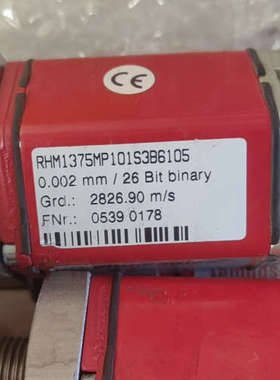 CE
RHM1375MP101S3B6105
0.002 mm / 26 Bit binary
Grd.: 2826.90 m/s
FNr.: 0539 0178